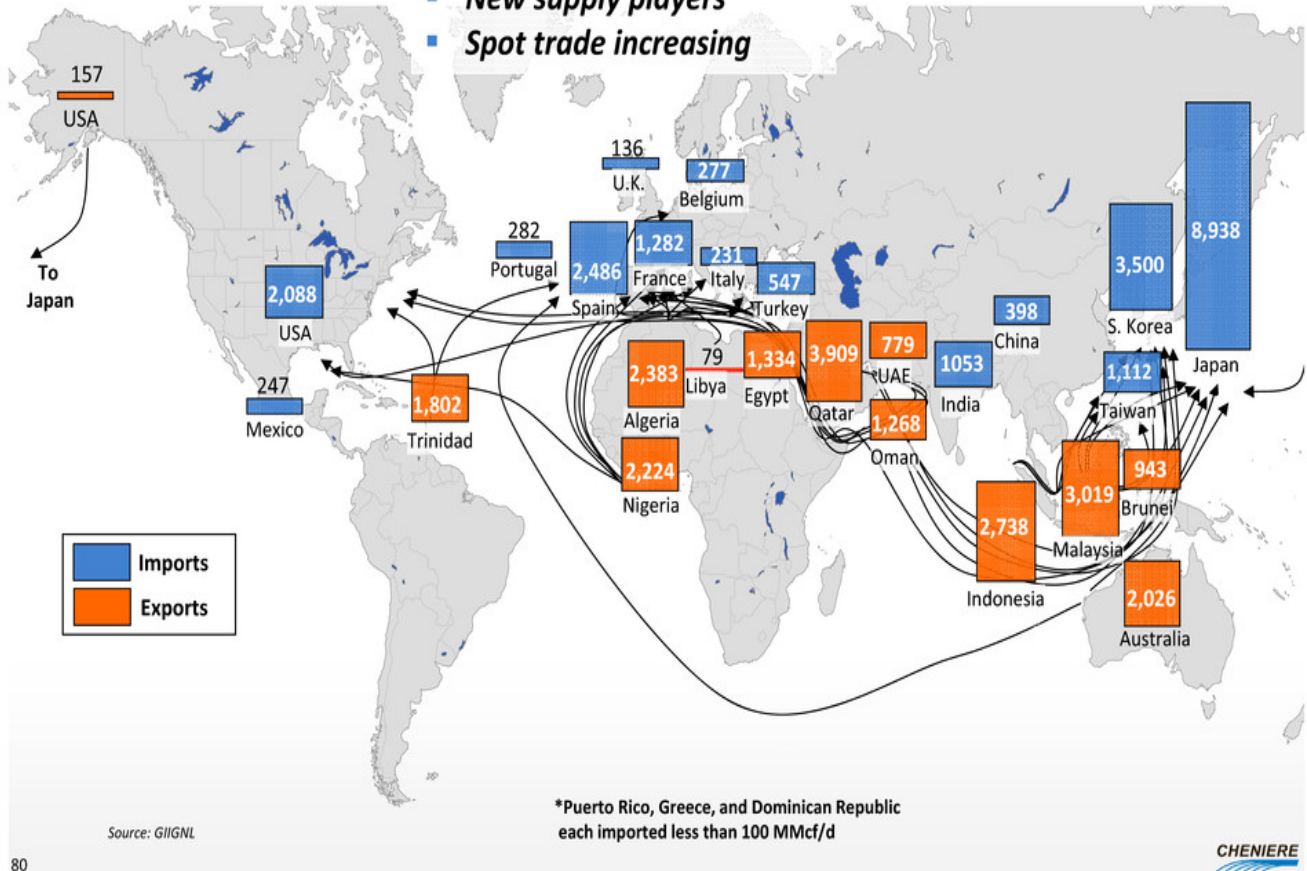 New supply players
Spot trade increasing
157
USA
To
Japan
136
U.K.
277
Belgium
282
Portugal
2,486
Spain
1,282
France
231
Italy
547
Turkey
2,088
USA
247
Mexico
1,802
Trinidad
2,383
Algeria
79
Libya
1,334
Egypt
3,909
Qatar
779
UAE
1,268
Oman
1053
India
398
China
3,500
S. Korea
8,938
Japan
1,112
Taiwan
2,224
Nigeria
2,738
Indonesia
3,019
Malaysia
943
Brunei
2,026
Australia
Imports
Exports
*Puerto Rico, Greece, and Dominican Republic
each imported less than 100 MMcf/d
Source: GIIGNL
80
CHENIERE